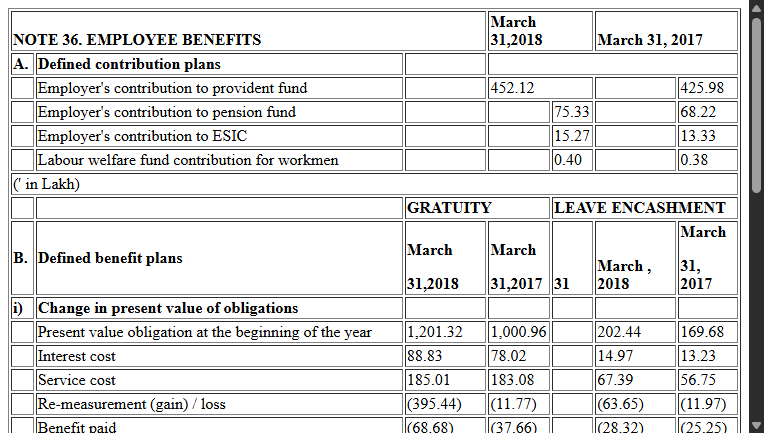 NOTE 36. EMPLOYEE BENEFITS March 31,2018 March 31, 2017
A. Defined contribution plans
Employer's contribution to provident fund 452.12 425.98
Employer's contribution to pension fund 75.33 68.22
Employer's contribution to ESIC 15.27 13.33
Labour welfare fund contribution for workmen 0.40 0.38
(' in Lakh)
GRATUITY LEAVE ENCASHMENT
B. Defined benefit plans March 31,2018 March 31,2017 31 March , 2018 March 31, 2017
i) Change in present value of obligations
Present value obligation at the beginning of the year 1,201.32 1,000.96 202.44 169.68
Interest cost 88.83 78.02 14.97 13.23
Service cost 185.01 183.08 67.39 56.75
Re-measurement (gain) / loss (395.44) (11.77) (63.65) (11.97)
Benefit paid (68.68) (37.66) (28.32) (25.25)